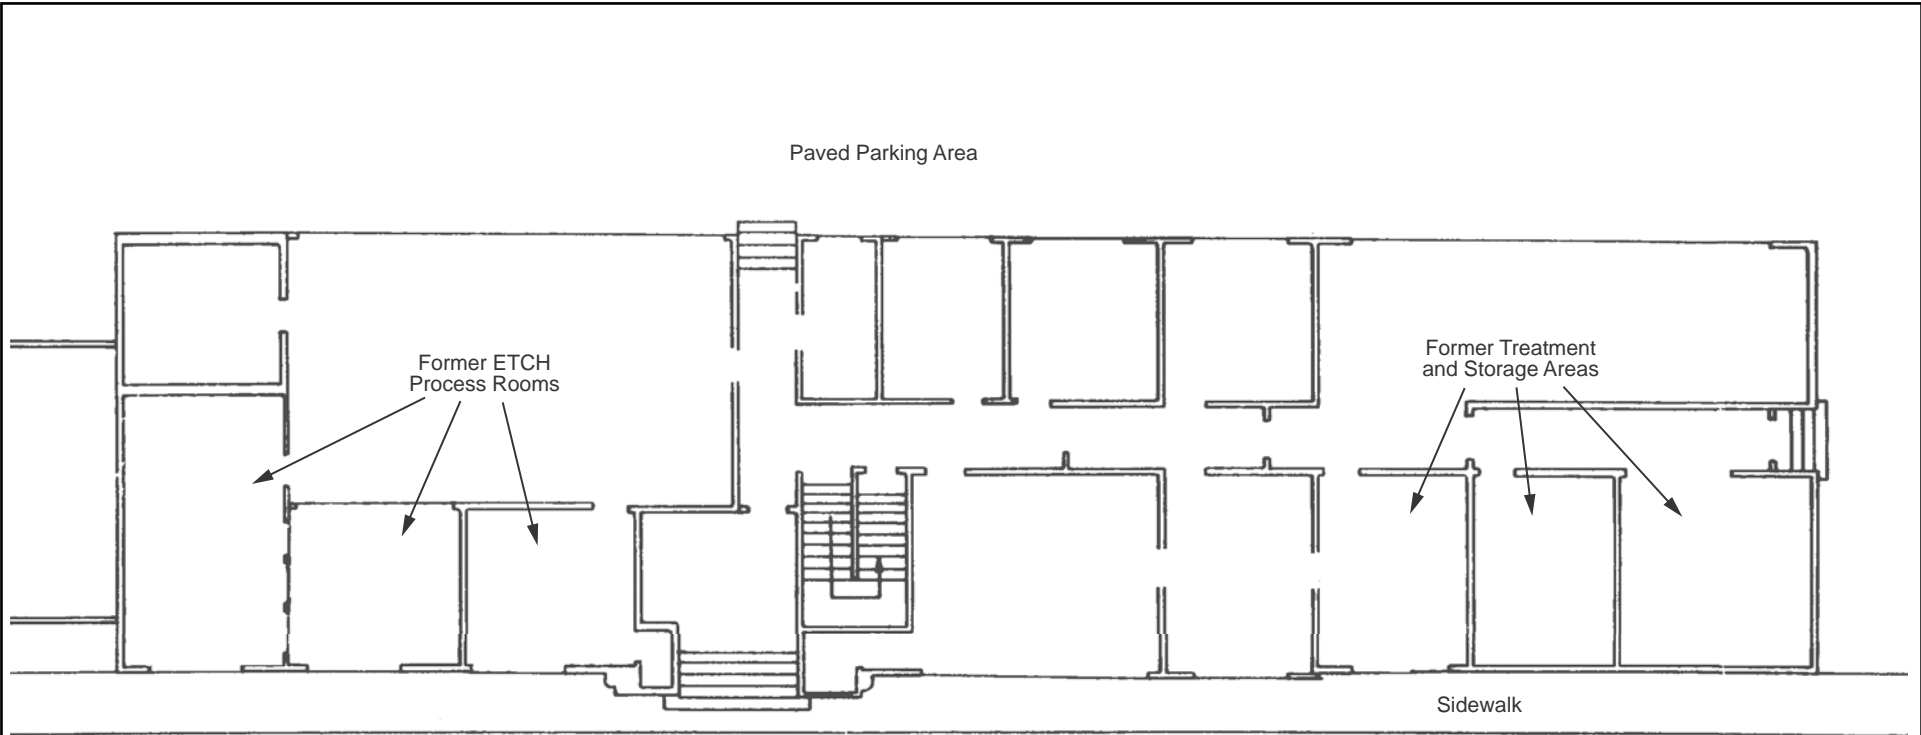 Paved Parking Area
Former ETCH
Process Rooms
Former Treatment
and Storage Areas
Sidewalk